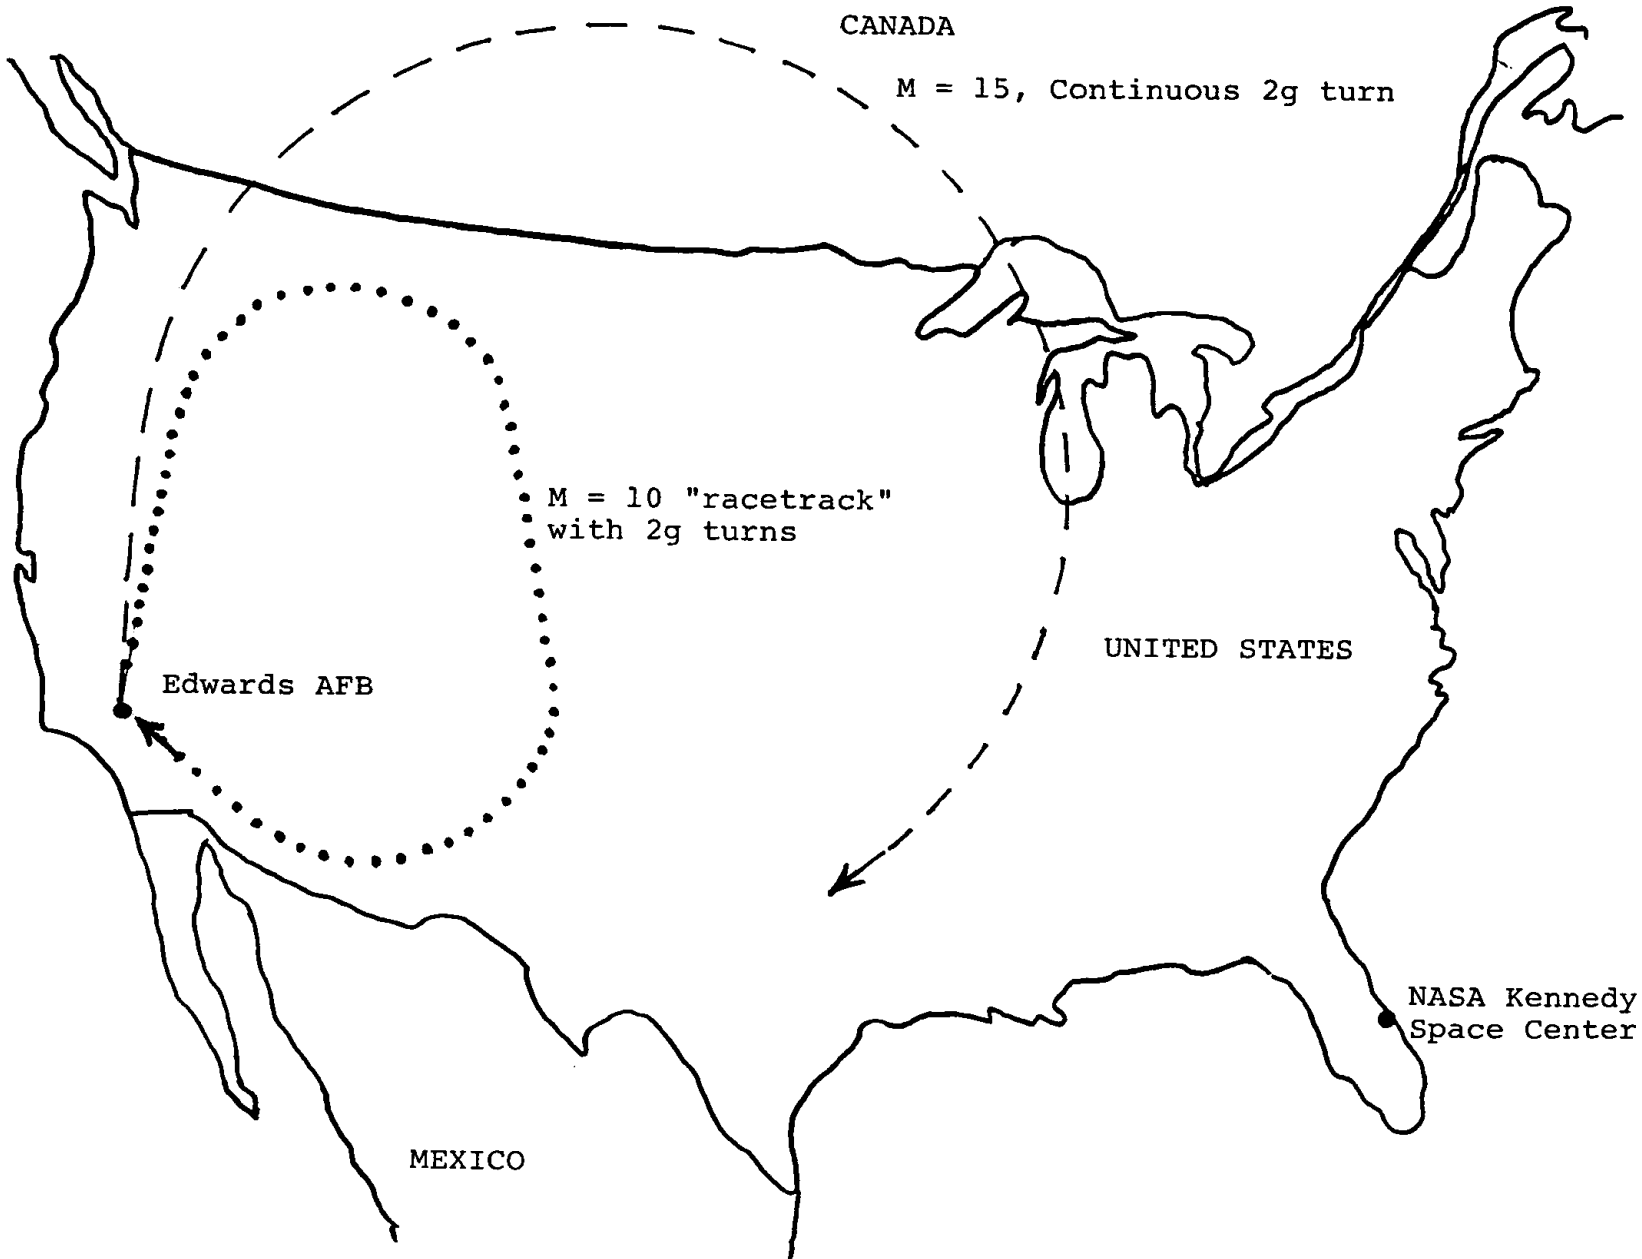 CANADA
M = 15, Continuous 2g turn
M = 10 "racetrack"
with 2g turns
UNITED STATES
Edwards AFB
NASA Kennedy
Space Center
MEXICO